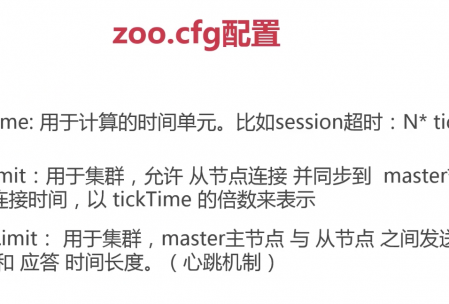 zoo.cfg配置
me: 用于计算的时间单元。比如session超时：N* tic
mit：用于集群，允许 从节点连接 并同步到 master
连接时间，以 tickTime 的倍数来表示
imit： 用于集群，master主节点 与 从节点 之间发送
和 应答 时间长度。（心跳机制）